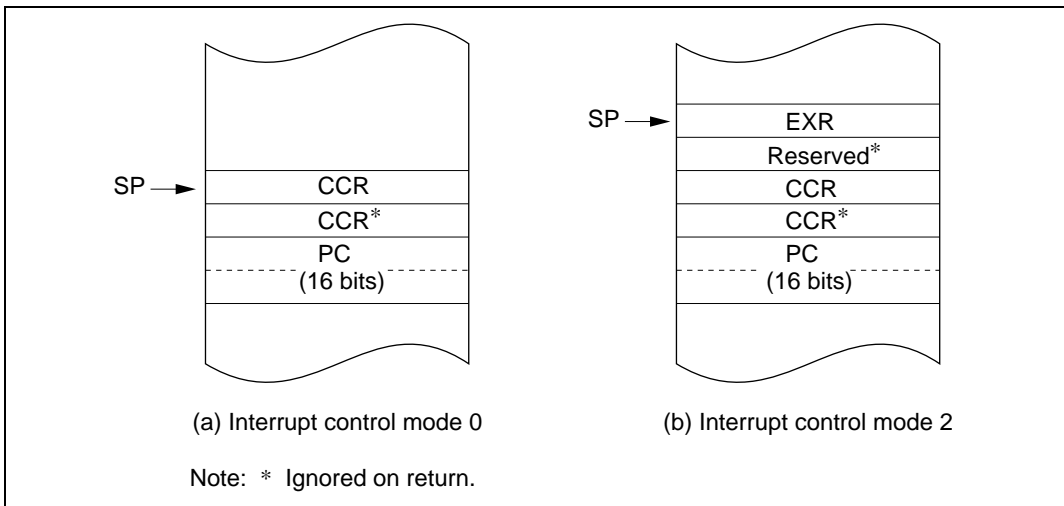 SP
CCR
CCR*
PC
(16 bits)
(a) Interrupt control mode 0
SP
EXR
Reserved*
CCR
CCR*
PC
(16 bits)
(b) Interrupt control mode 2
Note: * Ignored on return.